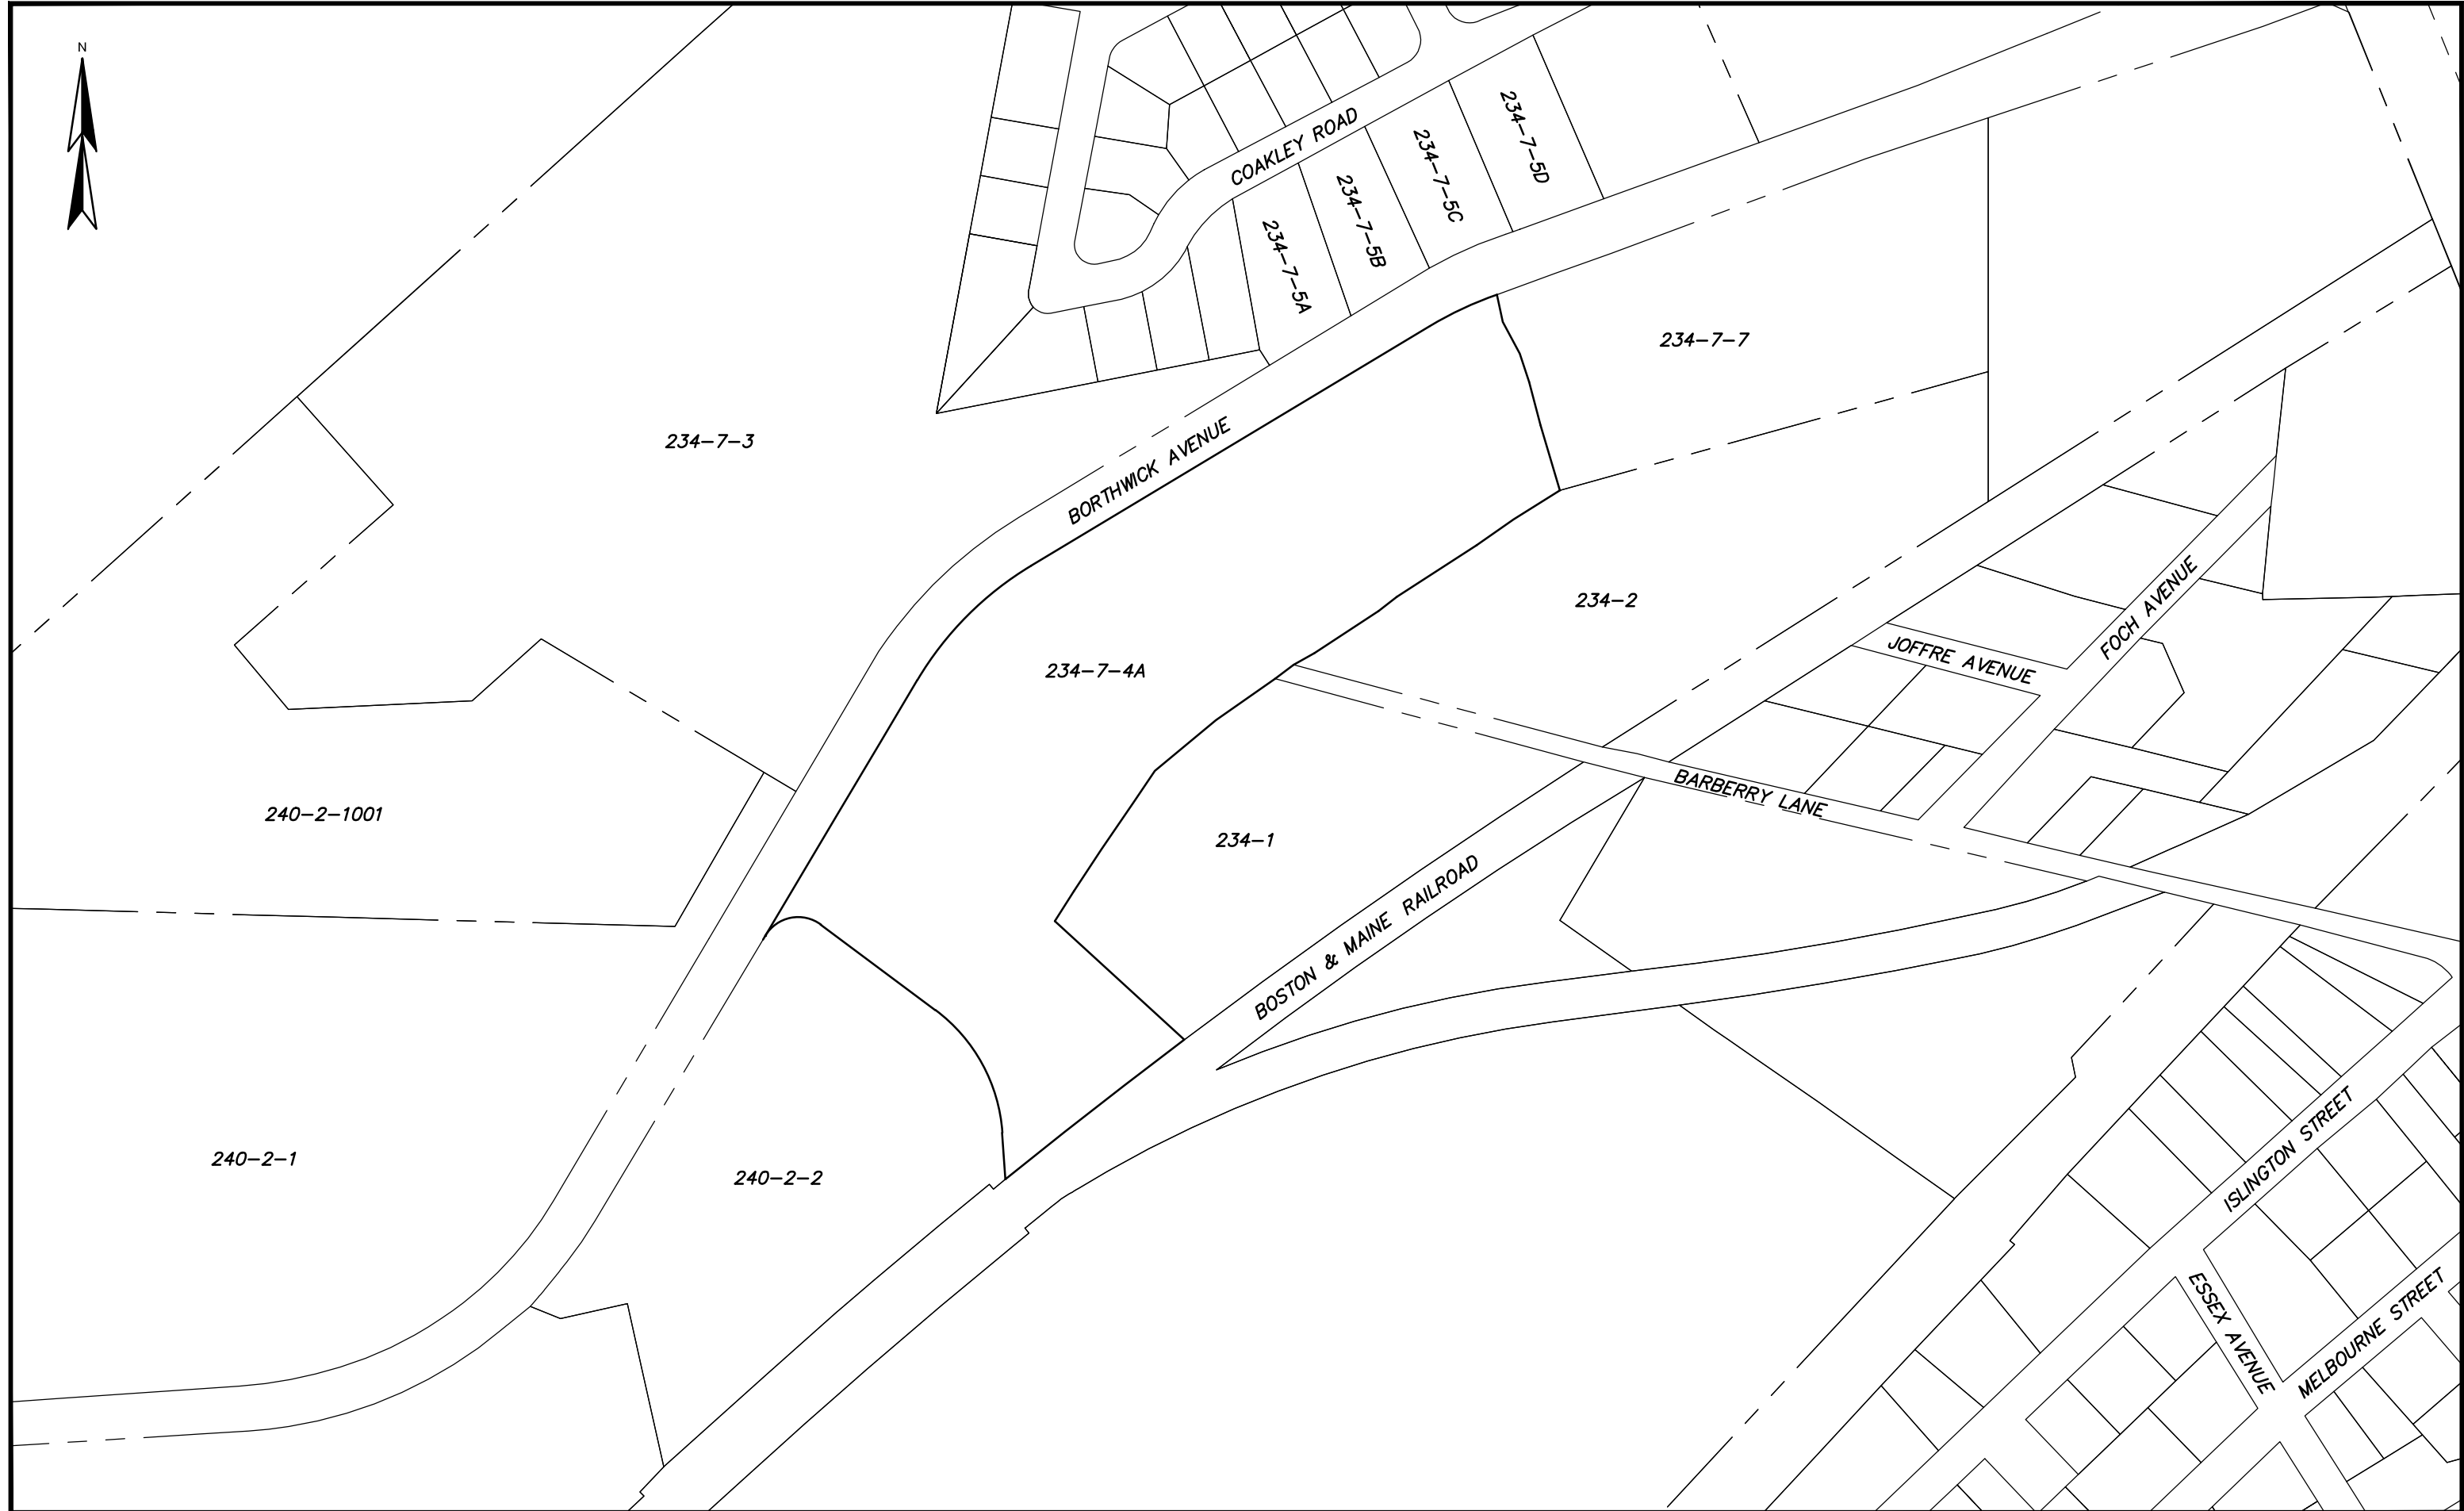 N
COAKLEY ROAD
234-7-5D
234-7-5C
234-7-5B
234-7-5A
234-7-7
234-7-3
BORTHWICK AVENUE
234-2
FOCH AVENUE
JOFFRE AVENUE
234-7-4A
BARBERRY LANE
240-2-1001
234-1
BOSTON & MAINE RAILROAD
240-2-1
240-2-2
ISLINGTON STREET
ESSEX AVENUE
MELBOURNE STREET